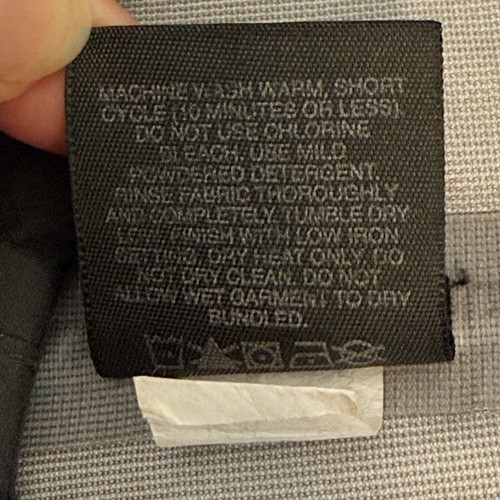 MACHINE WASH WARM, SHORT
CYCLE (10 MINUTES OR LESS).
DO NOT USE CHLORINE
BLEACH. USE MILD
POWDERED DETERGENT.
RINSE FABRIC THOROUGHLY
AND COMPLETELY TUMBLE DRY
FINISH WITH LOW IRON
SETTING, DRY HEAT ONLY. DO
NOT DRY CLEAN. DO NOT
ALLOW WET GARMENT TO DRY
BUNDLED.